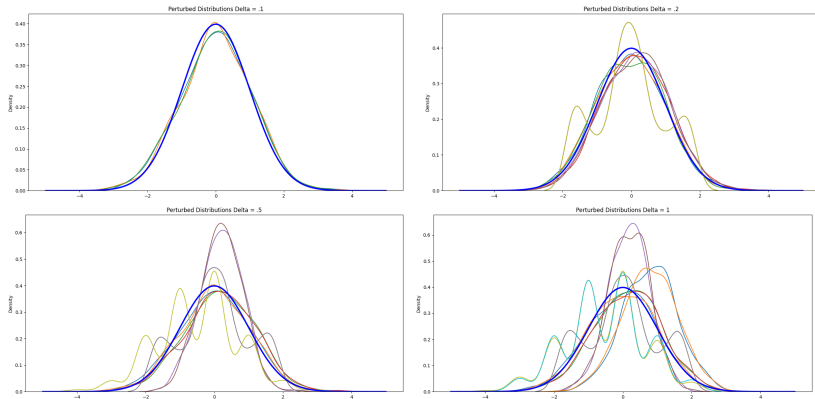 Perturbed Distributions Delta = .1
Density
0.40
0.35
0.30
0.25
0.20
0.15
0.10
0.05
0.00
−4 −2 0 2 4
Perturbed Distributions Delta = .2
Density
0.4
0.3
0.2
0.1
0.0
−4 −2 0 2 4
Perturbed Distributions Delta = .5
Density
0.6
0.5
0.4
0.3
0.2
0.1
0.0
−4 −2 0 2 4
Perturbed Distributions Delta = 1
Density
0.6
0.5
0.4
0.3
0.2
0.1
0.0
−4 −2 0 2 4